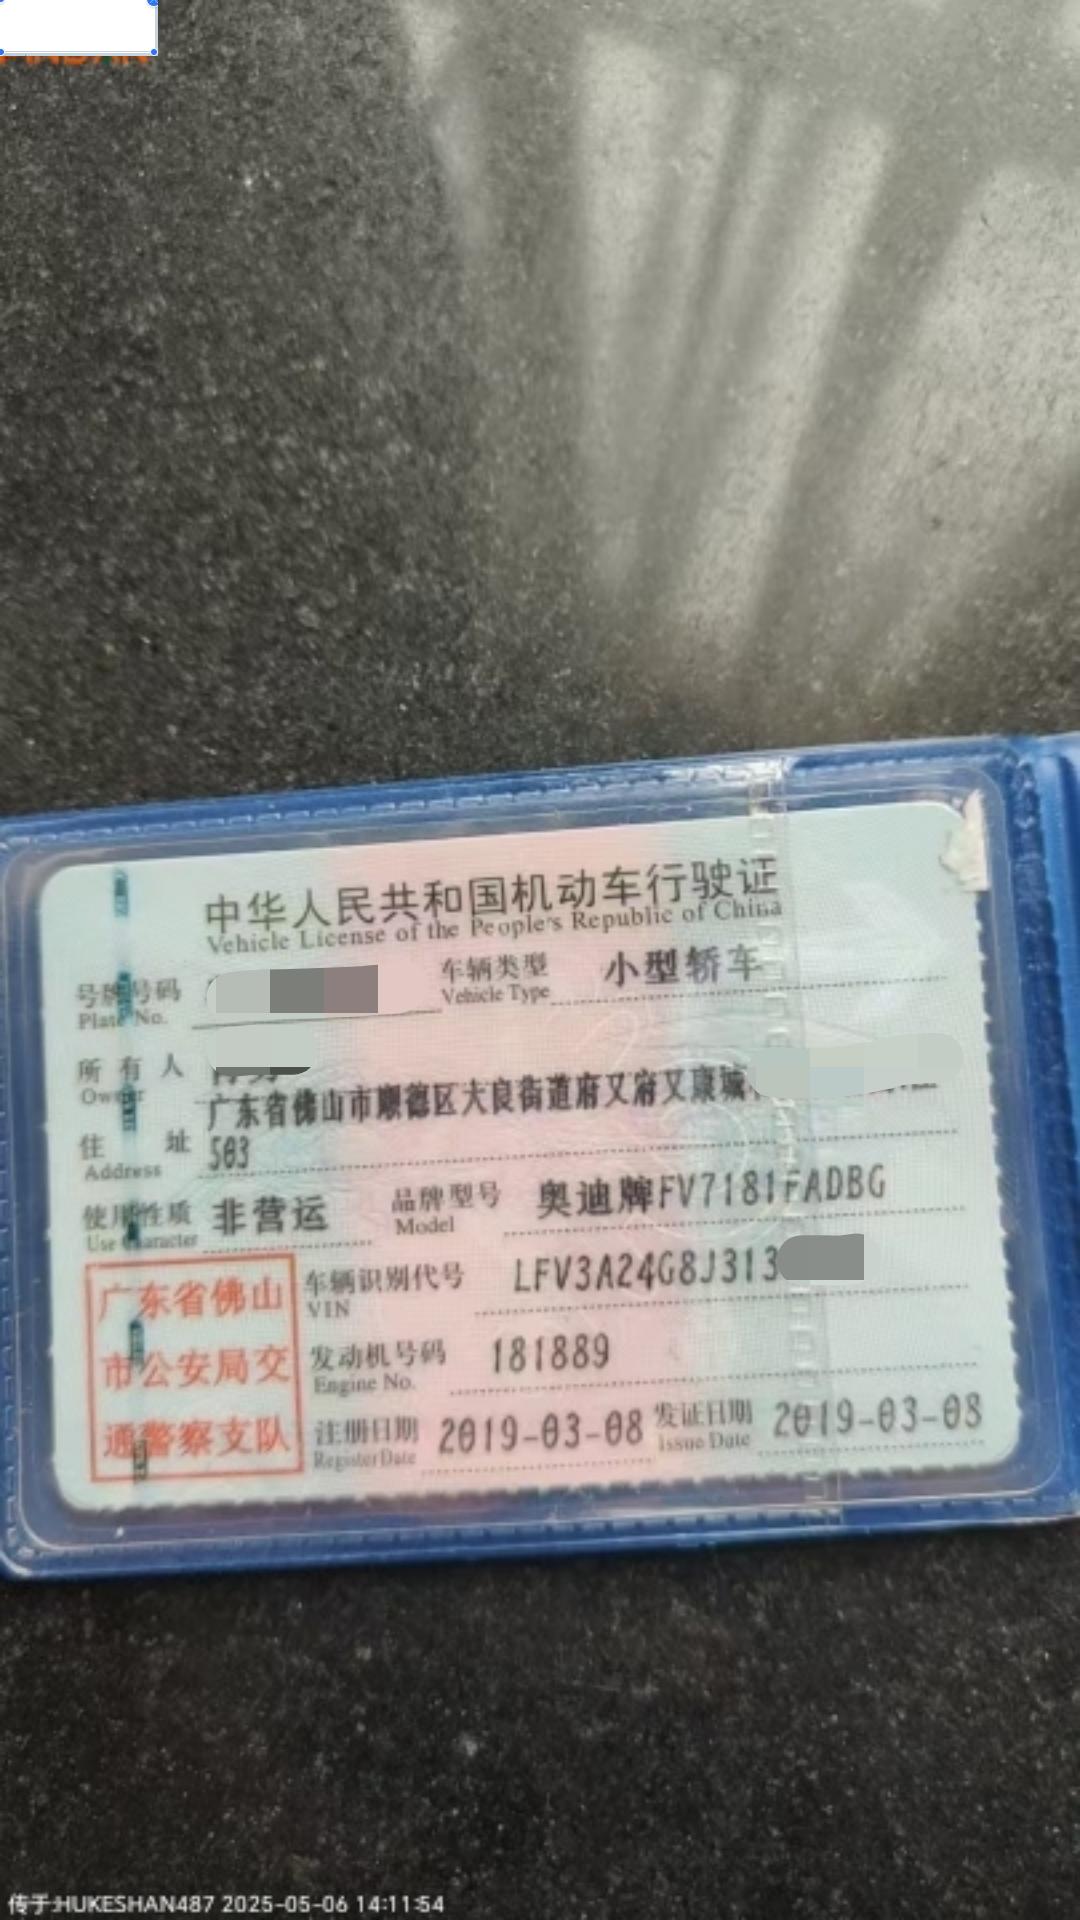 中华人民共和国机动车行驶证
Vehicle License of the People's Republic of China
号牌号码
Plate No.
车辆类型 小型轿车
Vehicle Type
所有人
Owner
住址 广东省佛山市顺德区大良街道府又府又康城
Address 503
使用性质 非营运
Use Character
品牌型号 奥迪牌FV7181FADBG
Model
车辆识别代号 LFV3A24G8J313
VIN
发动机号码 181889
Engine No.
注册日期 2019-03-08
Register Date
发证日期 2019-03-08
Issue Date
广东省佛山
市公安局交
通警察支队
传于:HUKESHAN487 2025-05-06 14:11:54